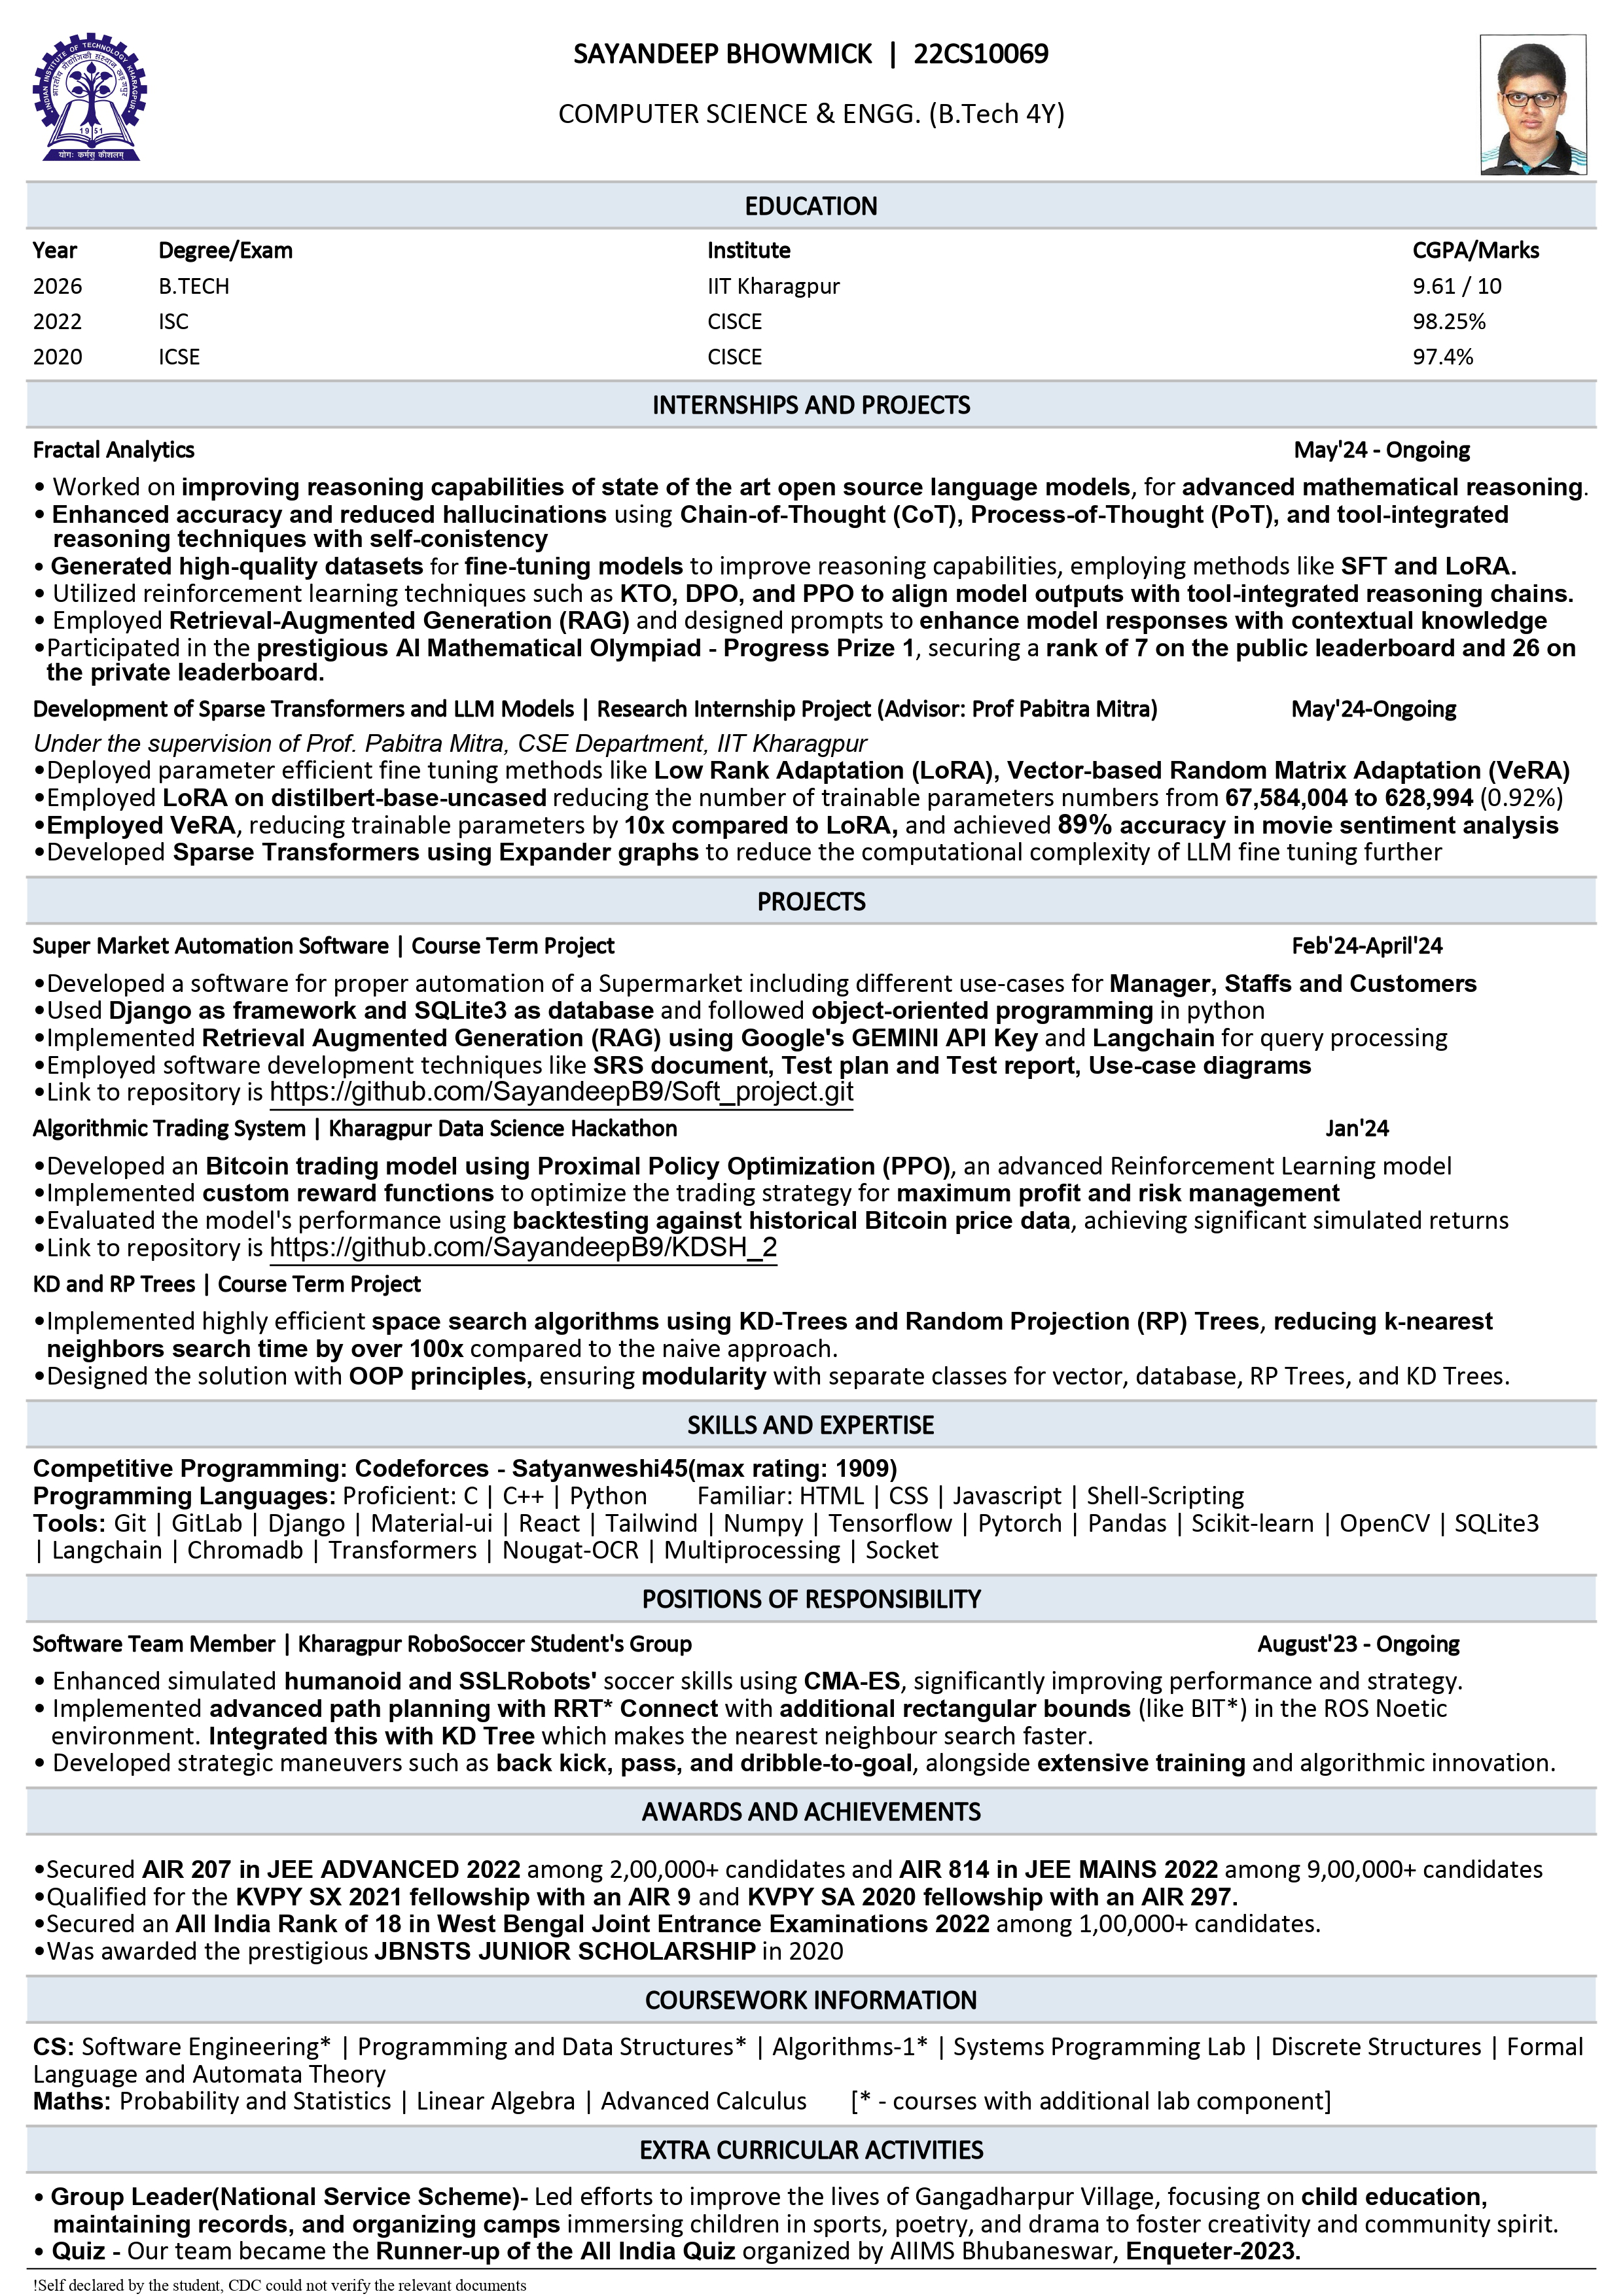 INDIAN INSTITUTE OF TECHNOLOGY KHARAGPUR
भारतीय प्रौद्योगिकी संस्थान खड़गपुर
1951
योगः कर्मसु कौशलम्
SAYANDEEP BHOWMICK | 22CS10069
COMPUTER SCIENCE & ENGG. (B.Tech 4Y)
EDUCATION
Year Degree/Exam Institute CGPA/Marks
2026 B.TECH IIT Kharagpur 9.61 / 10
2022 ISC CISCE 98.25%
2020 ICSE CISCE 97.4%
INTERNSHIPS AND PROJECTS
Fractal Analytics May'24 - Ongoing
• Worked on improving reasoning capabilities of state of the art open source language models, for advanced mathematical reasoning.
• Enhanced accuracy and reduced hallucinations using Chain-of-Thought (CoT), Process-of-Thought (PoT), and tool-integrated
reasoning techniques with self-conistency
• Generated high-quality datasets for fine-tuning models to improve reasoning capabilities, employing methods like SFT and LoRA.
• Utilized reinforcement learning techniques such as KTO, DPO, and PPO to align model outputs with tool-integrated reasoning chains.
• Employed Retrieval-Augmented Generation (RAG) and designed prompts to enhance model responses with contextual knowledge
•Participated in the prestigious AI Mathematical Olympiad - Progress Prize 1, securing a rank of 7 on the public leaderboard and 26 on
the private leaderboard.
Development of Sparse Transformers and LLM Models | Research Internship Project (Advisor: Prof Pabitra Mitra) May'24-Ongoing
Under the supervision of Prof. Pabitra Mitra, CSE Department, IIT Kharagpur
•Deployed parameter efficient fine tuning methods like Low Rank Adaptation (LoRA), Vector-based Random Matrix Adaptation (VeRA)
•Employed LoRA on distilbert-base-uncased reducing the number of trainable parameters numbers from 67,584,004 to 628,994 (0.92%)
•Employed VeRA, reducing trainable parameters by 10x compared to LoRA, and achieved 89% accuracy in movie sentiment analysis
•Developed Sparse Transformers using Expander graphs to reduce the computational complexity of LLM fine tuning further
PROJECTS
Super Market Automation Software | Course Term Project Feb'24-April'24
•Developed a software for proper automation of a Supermarket including different use-cases for Manager, Staffs and Customers
•Used Django as framework and SQLite3 as database and followed object-oriented programming in python
•Implemented Retrieval Augmented Generation (RAG) using Google's GEMINI API Key and Langchain for query processing
•Employed software development techniques like SRS document, Test plan and Test report, Use-case diagrams
•Link to repository is https://github.com/SayandeepB9/Soft_project.git
Algorithmic Trading System | Kharagpur Data Science Hackathon Jan'24
•Developed an Bitcoin trading model using Proximal Policy Optimization (PPO), an advanced Reinforcement Learning model
•Implemented custom reward functions to optimize the trading strategy for maximum profit and risk management
•Evaluated the model's performance using backtesting against historical Bitcoin price data, achieving significant simulated returns
•Link to repository is https://github.com/SayandeepB9/KDSH_2
KD and RP Trees | Course Term Project
•Implemented highly efficient space search algorithms using KD-Trees and Random Projection (RP) Trees, reducing k-nearest
neighbors search time by over 100x compared to the naive approach.
•Designed the solution with OOP principles, ensuring modularity with separate classes for vector, database, RP Trees, and KD Trees.
SKILLS AND EXPERTISE
Competitive Programming: Codeforces - Satyanweshi45(max rating: 1909)
Programming Languages: Proficient: C | C++ | Python Familiar: HTML | CSS | Javascript | Shell-Scripting
Tools: Git | GitLab | Django | Material-ui | React | Tailwind | Numpy | Tensorflow | Pytorch | Pandas | Scikit-learn | OpenCV | SQLite3
| Langchain | Chromadb | Transformers | Nougat-OCR | Multiprocessing | Socket
POSITIONS OF RESPONSIBILITY
Software Team Member | Kharagpur RoboSoccer Student's Group August'23 - Ongoing
• Enhanced simulated humanoid and SSLRobots' soccer skills using CMA-ES, significantly improving performance and strategy.
• Implemented advanced path planning with RRT* Connect with additional rectangular bounds (like BIT*) in the ROS Noetic
environment. Integrated this with KD Tree which makes the nearest neighbour search faster.
• Developed strategic maneuvers such as back kick, pass, and dribble-to-goal, alongside extensive training and algorithmic innovation.
AWARDS AND ACHIEVEMENTS
•Secured AIR 207 in JEE ADVANCED 2022 among 2,00,000+ candidates and AIR 814 in JEE MAINS 2022 among 9,00,000+ candidates
•Qualified for the KVPY SX 2021 fellowship with an AIR 9 and KVPY SA 2020 fellowship with an AIR 297.
•Secured an All India Rank of 18 in West Bengal Joint Entrance Examinations 2022 among 1,00,000+ candidates.
•Was awarded the prestigious JBNSTS JUNIOR SCHOLARSHIP in 2020
COURSEWORK INFORMATION
CS: Software Engineering* | Programming and Data Structures* | Algorithms-1* | Systems Programming Lab | Discrete Structures | Formal
Language and Automata Theory
Maths: Probability and Statistics | Linear Algebra | Advanced Calculus [* - courses with additional lab component]
EXTRA CURRICULAR ACTIVITIES
• Group Leader(National Service Scheme)- Led efforts to improve the lives of Gangadharpur Village, focusing on child education,
maintaining records, and organizing camps immersing children in sports, poetry, and drama to foster creativity and community spirit.
• Quiz - Our team became the Runner-up of the All India Quiz organized by AIIMS Bhubaneswar, Enqueter-2023.
!Self declared by the student, CDC could not verify the relevant documents